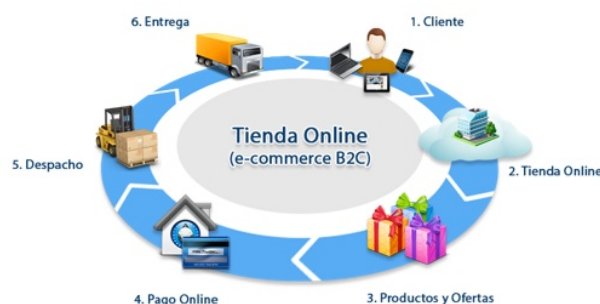 6. Entrega
1. Cliente
Tienda Online
(e-commerce B2C)
5. Despacho
2. Tienda Online
4. Pago Online
3. Productos y Ofertas